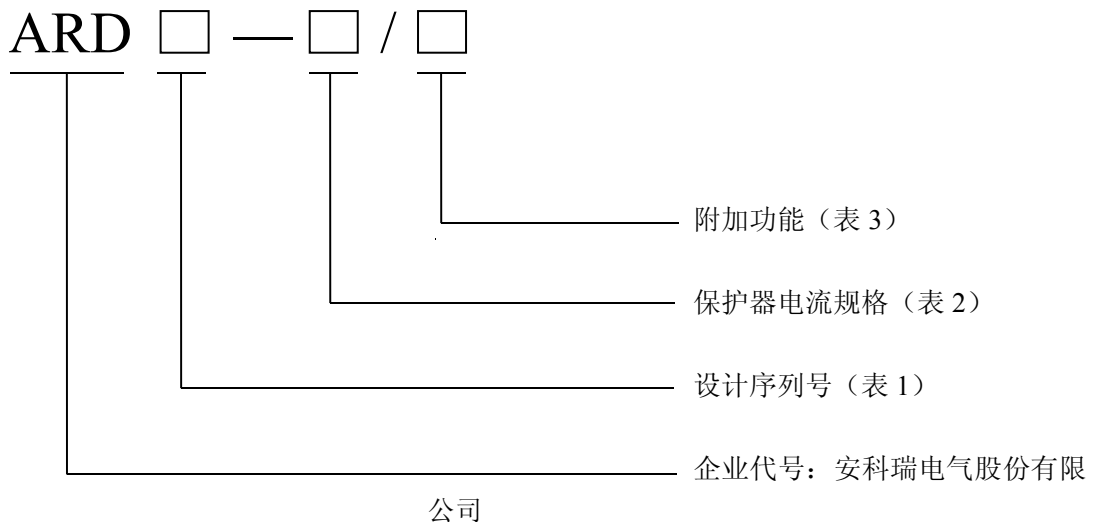 ARD □ — □ / □
附加功能（表 3）
保护器电流规格（表 2）
设计序列号（表 1）
企业代号：安科瑞电气股份有限
公司